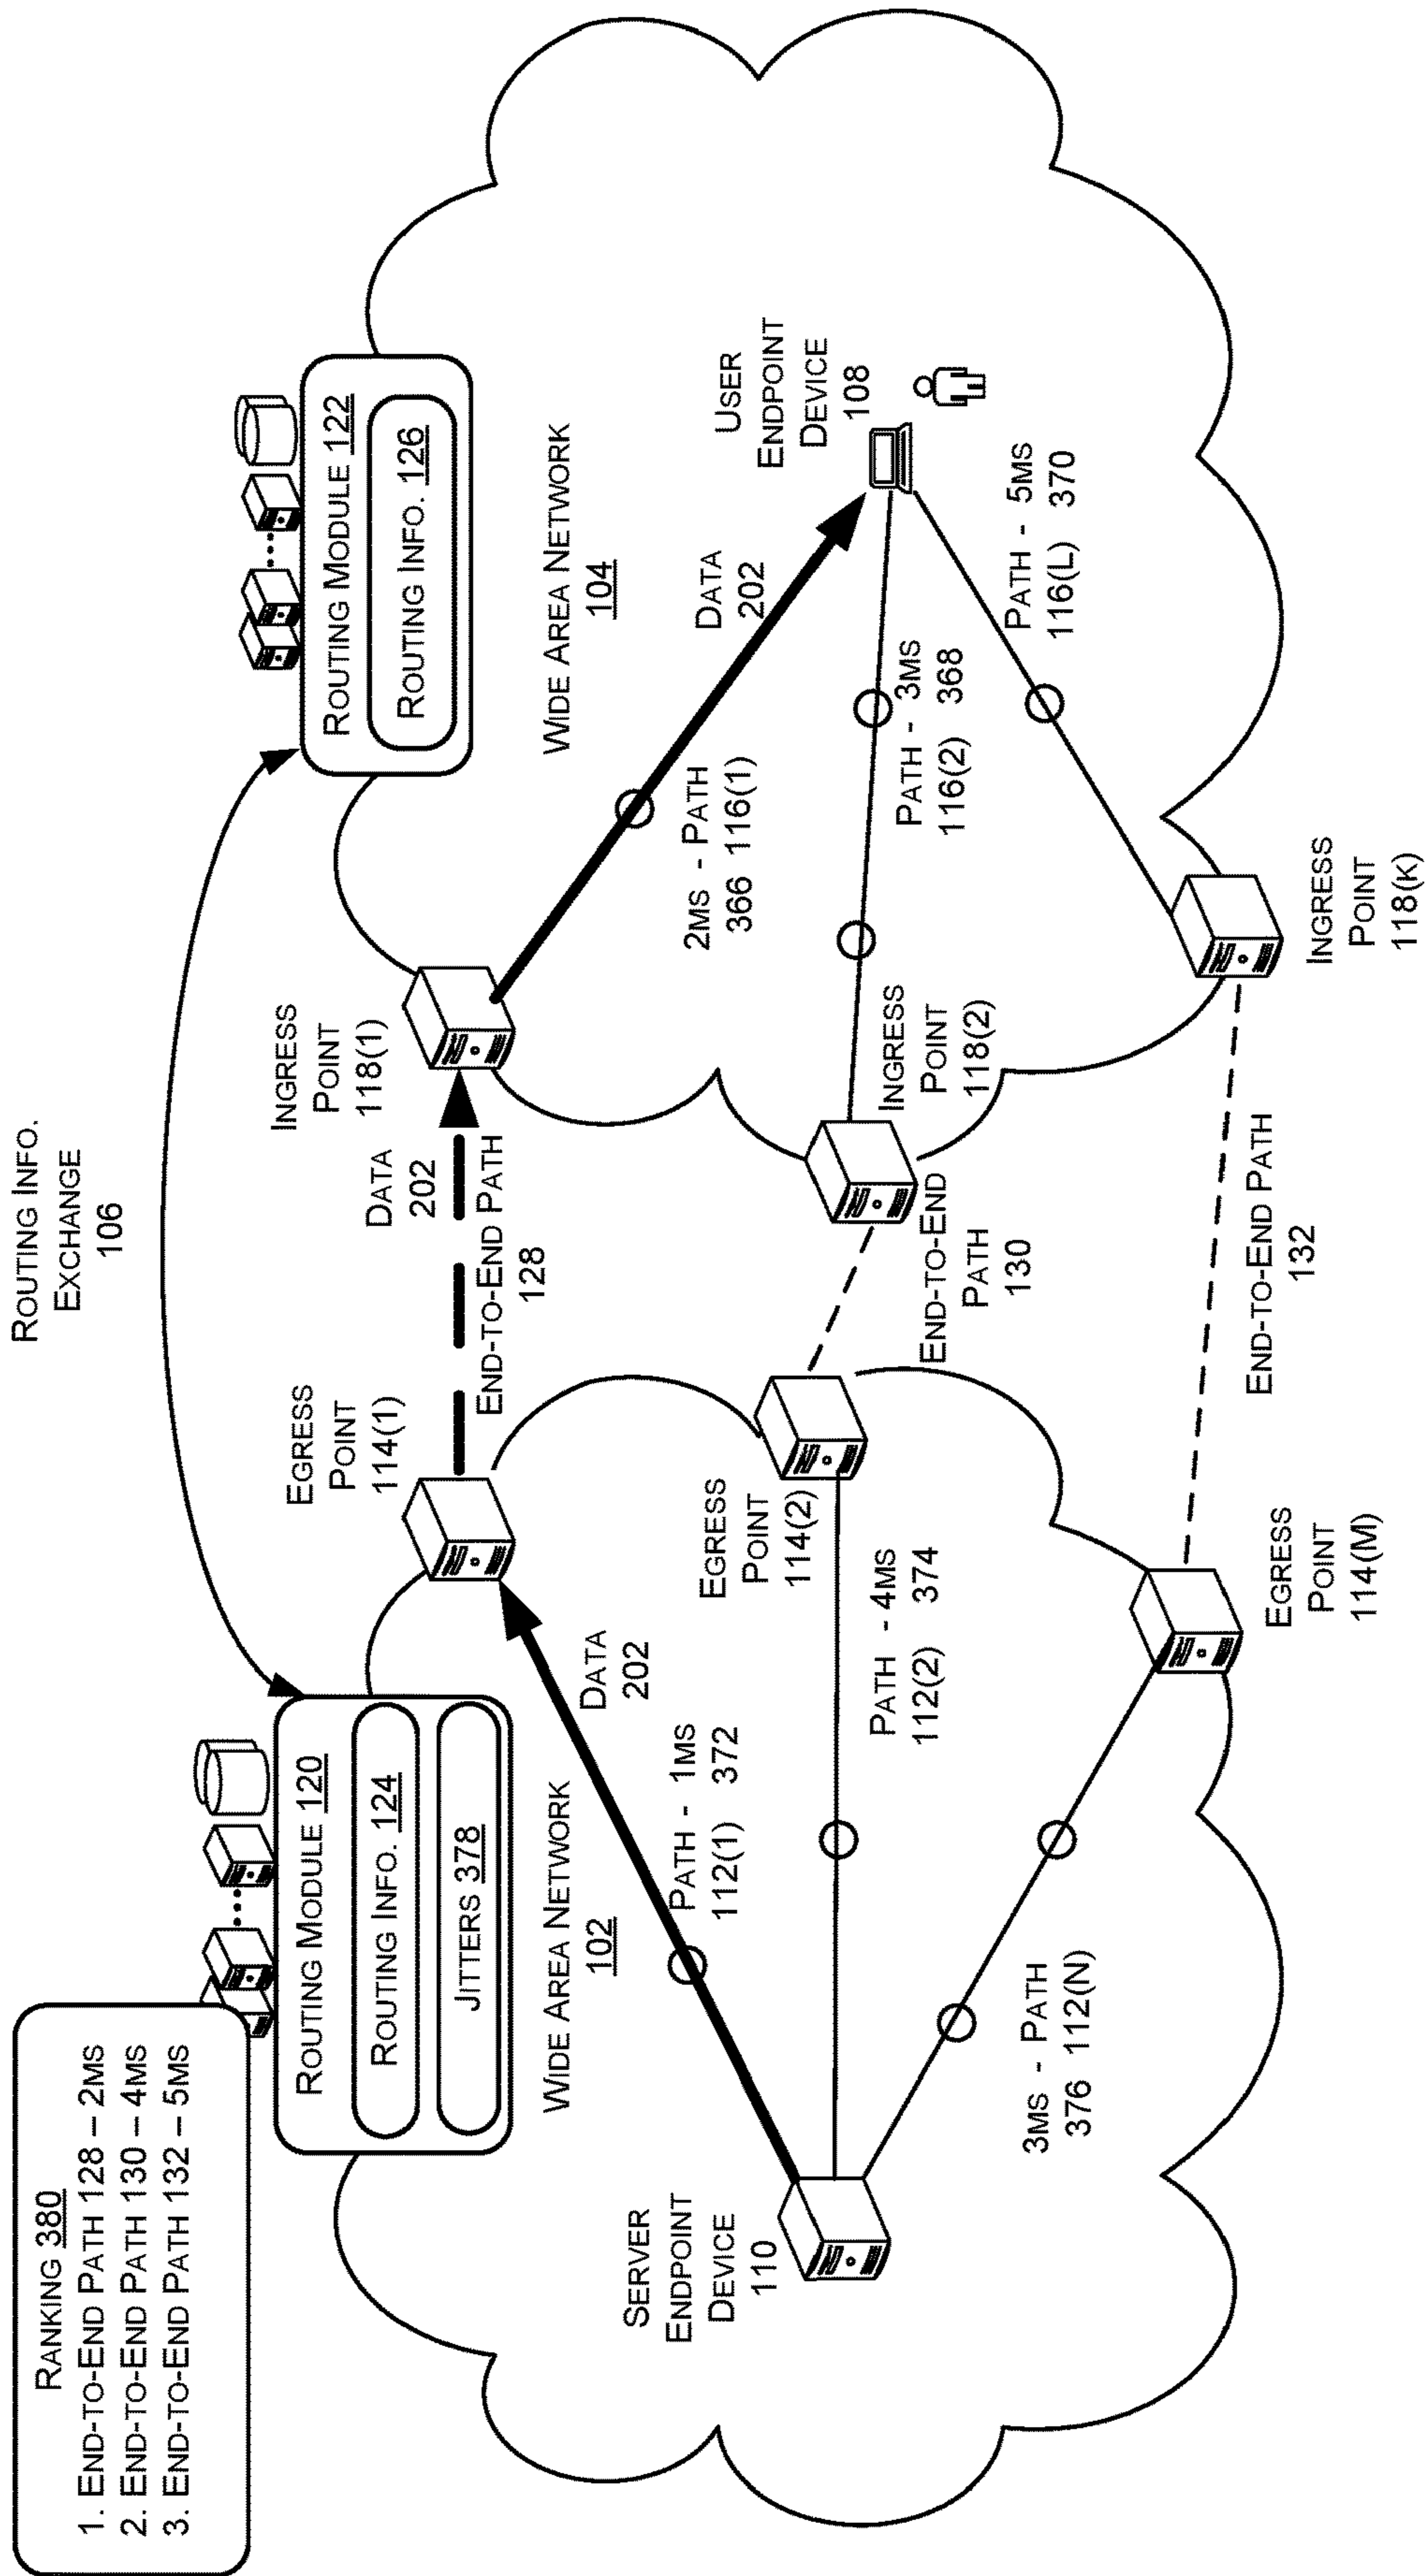 RANKING 380
1. END-TO-END PATH 128 – 2MS
2. END-TO-END PATH 130 – 4MS
3. END-TO-END PATH 132 – 5MS
ROUTING INFO.
EXCHANGE
106
ROUTING MODULE 120
ROUTING INFO. 124
JITTERS 378
WIDE AREA NETWORK
102
ROUTING MODULE 122
ROUTING INFO. 126
WIDE AREA NETWORK
104
EGRESS
POINT
114(1)
DATA
202
END-TO-END PATH
128
INGRESS
POINT
118(1)
DATA
202
PATH - 1MS
112(1) 372
2MS - PATH
366 116(1)
DATA
202
USER
ENDPOINT
DEVICE
108
SERVER
ENDPOINT
DEVICE
110
EGRESS
POINT
114(2)
PATH - 4MS
112(2) 374
END-TO-END
PATH
130
INGRESS
POINT
118(2)
PATH - 3MS
116(2) 368
PATH - 5MS
116(L) 370
3MS - PATH
376 112(N)
EGRESS
POINT
114(M)
END-TO-END PATH
132
INGRESS
POINT
118(K)